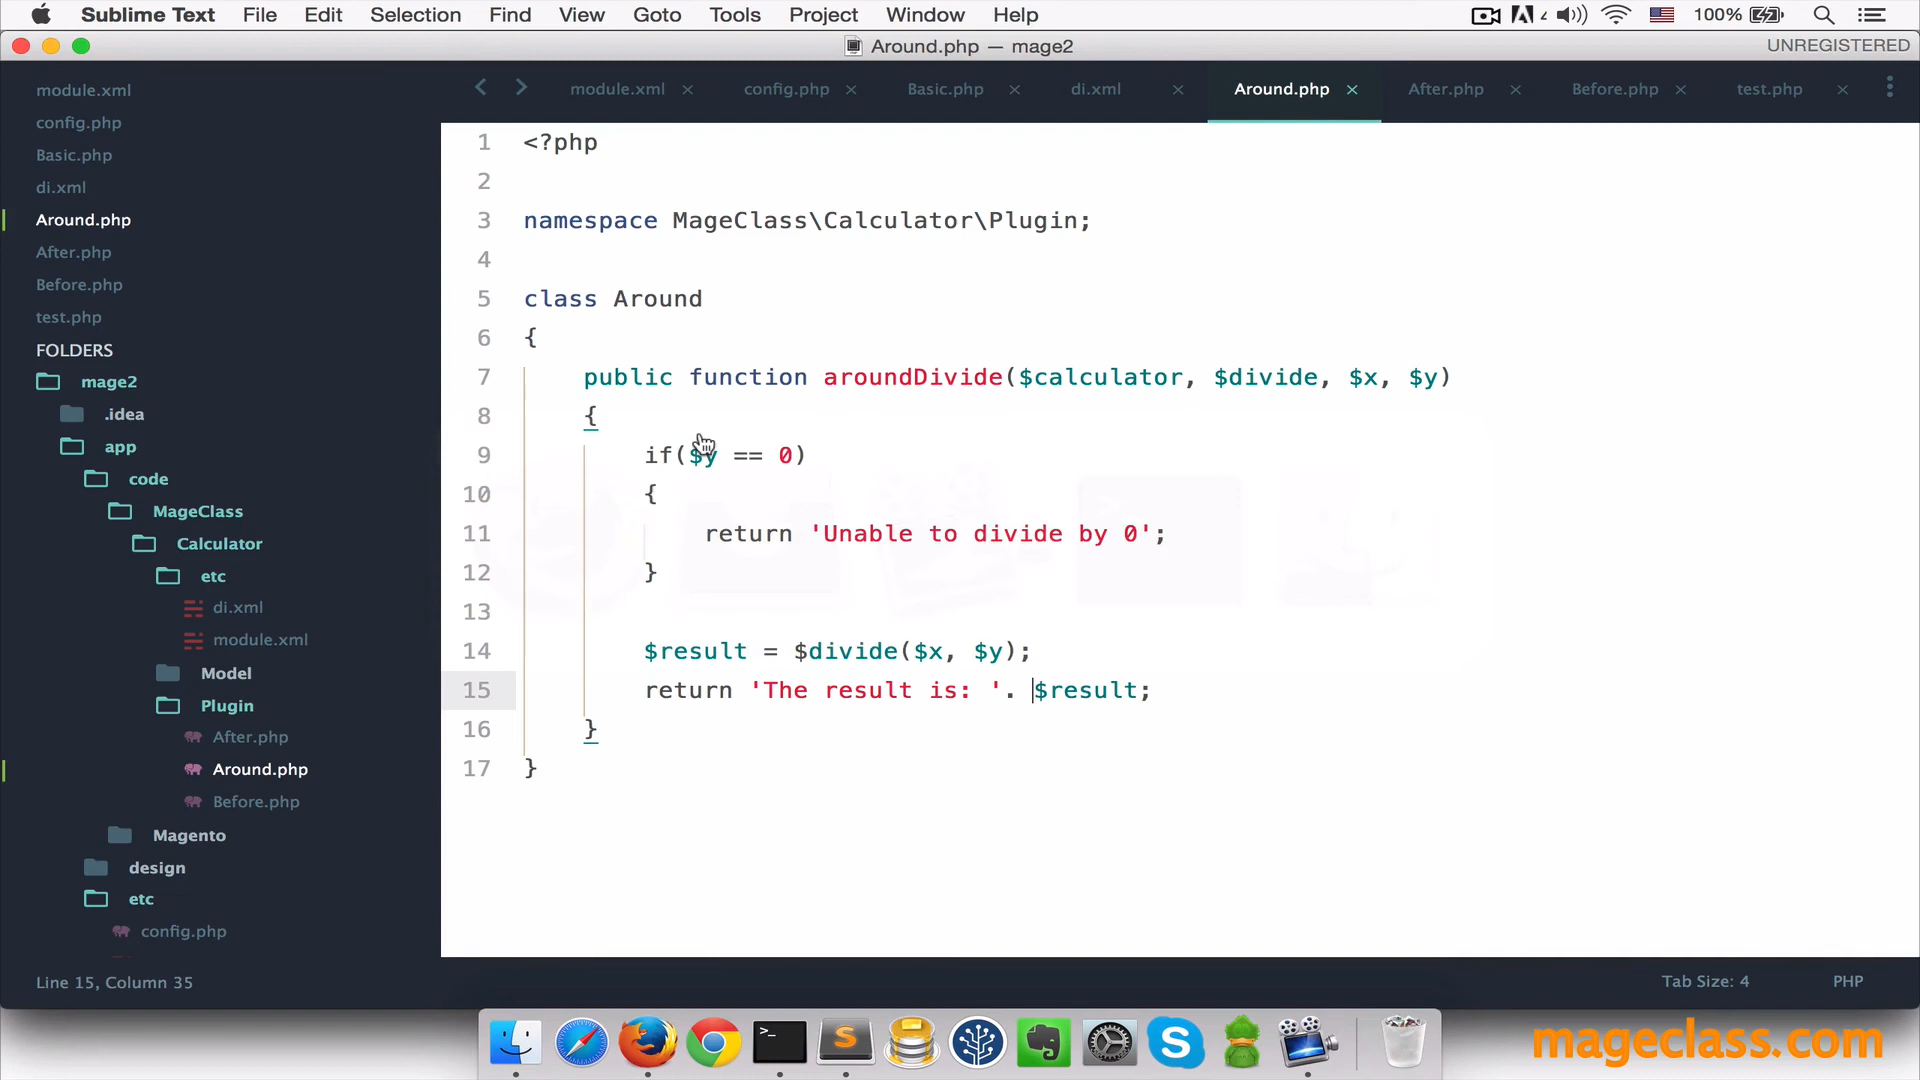 Sublime Text File Edit Selection Find View Goto Tools Project Window Help 4 100%
Around.php — mage2 UNREGISTERED
module.xml
config.php
Basic.php
di.xml
Around.php
After.php
Before.php
test.php
FOLDERS
mage2
.idea
app
code
MageClass
Calculator
etc
di.xml
module.xml
Model
Plugin
After.php
Around.php
Before.php
Magento
design
etc
config.php
module.xml × config.php × Basic.php × di.xml × Around.php × After.php × Before.php × test.php ×
1 <?php
2
3 namespace MageClass\Calculator\Plugin;
4
5 class Around
6 {
7 public function aroundDivide($calculator, $divide, $x, $y)
8 {
9 if($y == 0)
10 {
11 return 'Unable to divide by 0';
12 }
13
14 $result = $divide($x, $y);
15 return 'The result is: '. $result;
16 }
17 }
Line 15, Column 35 Tab Size: 4 PHP
mageclass.com